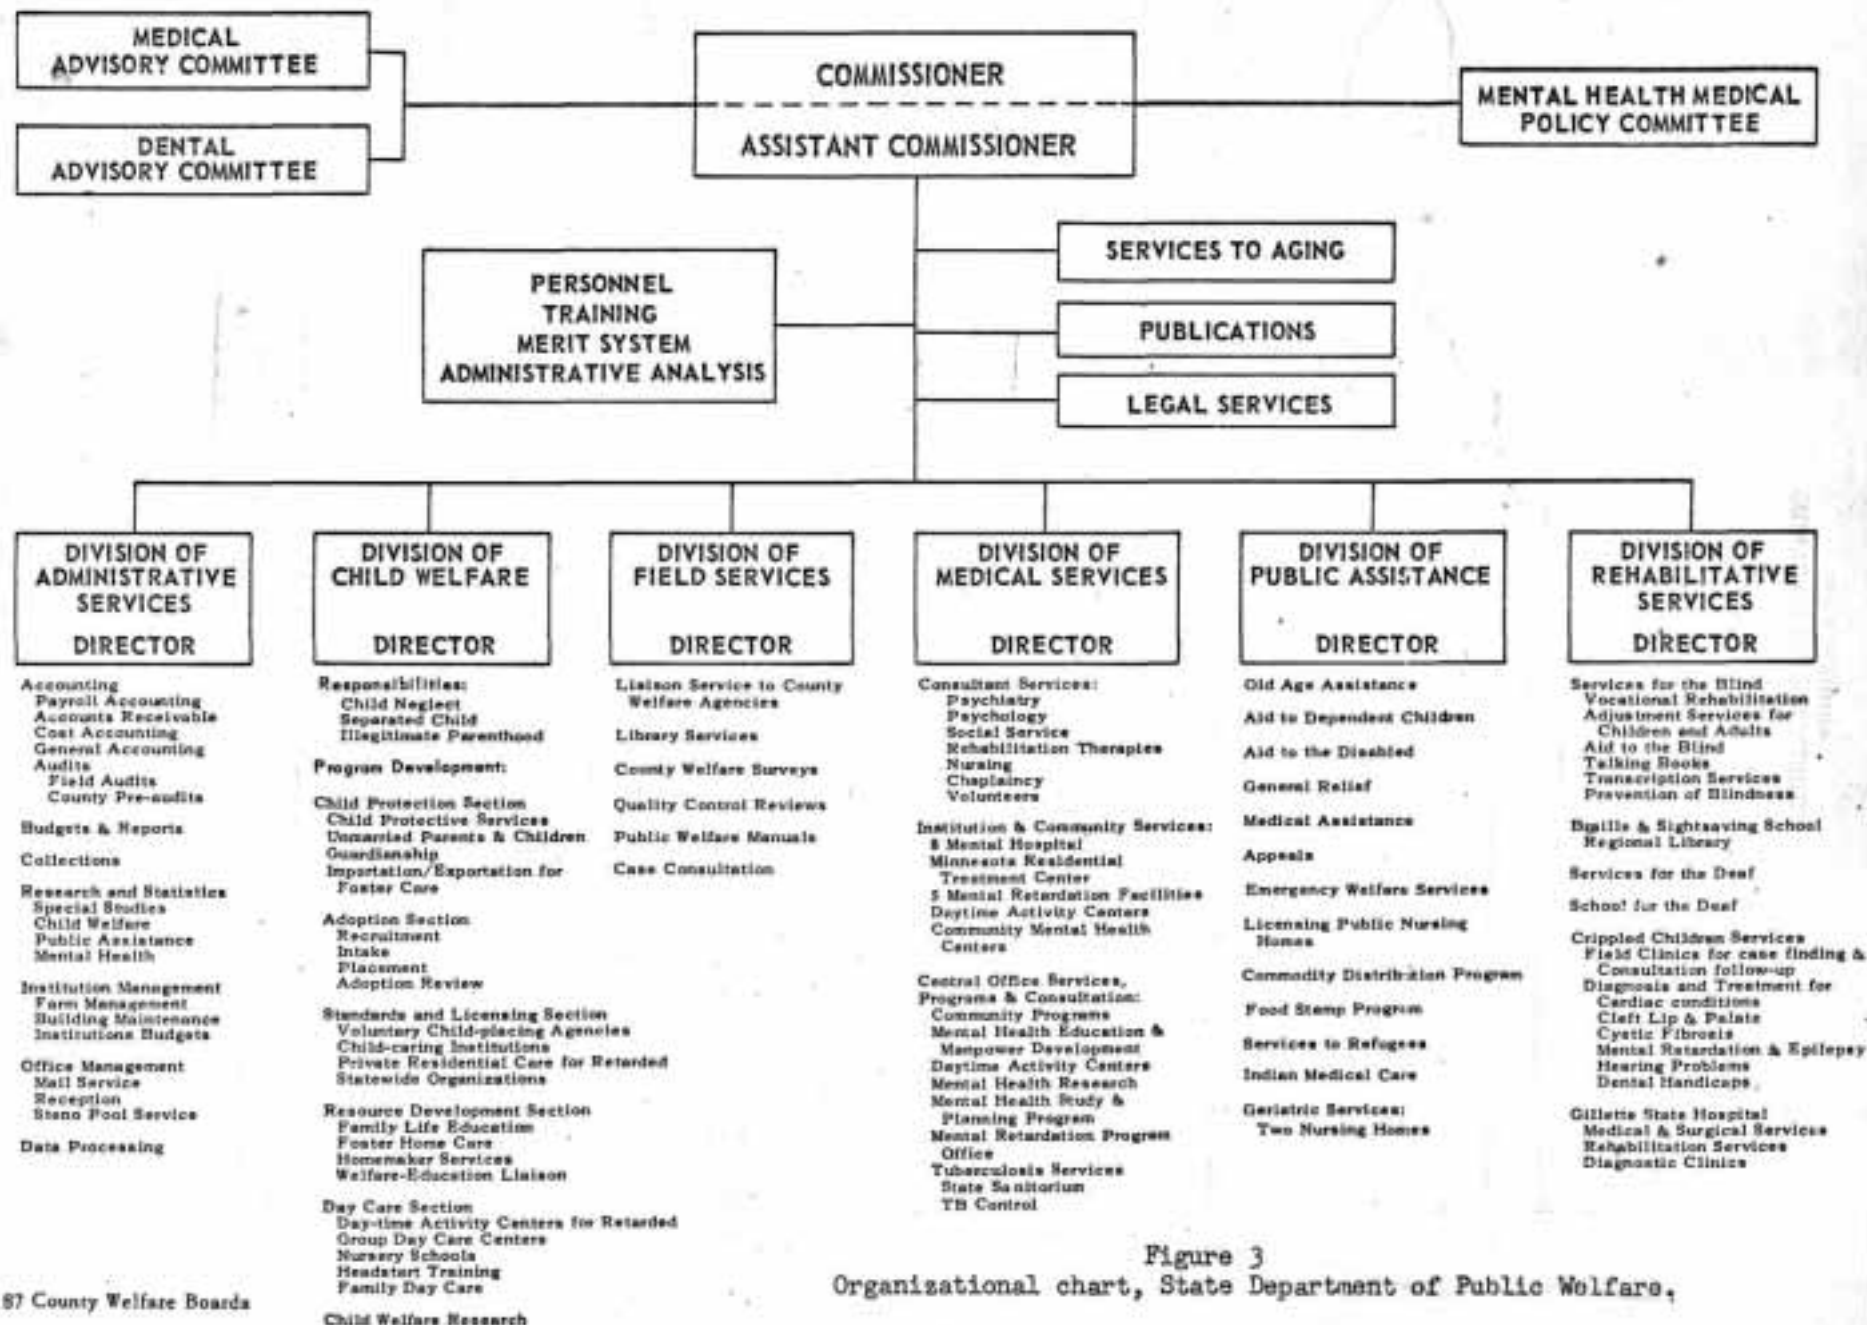 MEDICAL
ADVISORY COMMITTEE
DENTAL
ADVISORY COMMITTEE
COMMISSIONER
ASSISTANT COMMISSIONER
MENTAL HEALTH MEDICAL
POLICY COMMITTEE
PERSONNEL
TRAINING
MERIT SYSTEM
ADMINISTRATIVE ANALYSIS
SERVICES TO AGING
PUBLICATIONS
LEGAL SERVICES
DIVISION OF
ADMINISTRATIVE
SERVICES
DIRECTOR
Accounting
Payroll Accounting
Accounts Receivable
Cost Accounting
General Accounting
Audits
Field Audits
County Pre-audits
Budgets & Reports
Collections
Research and Statistics
Special Studies
Child Welfare
Public Assistance
Mental Health
Institution Management
Farm Management
Building Maintenance
Institutions Budgets
Office Management
Mail Service
Reception
Steno Pool Service
Data Processing
DIVISION OF
CHILD WELFARE
DIRECTOR
Responsibilities:
Child Neglect
Separated Child
Illegitimate Parenthood
Program Development:
Child Protection Section
Child Protective Services
Unmarried Parents & Children
Guardianship
Importation/Exportation for
Foster Care
Adoption Section
Recruitment
Intake
Placement
Adoption Review
Standards and Licensing Section
Voluntary Child-placing Agencies
Child-caring Institutions
Private Residential Care for Retarded
Statewide Organizations
Resource Development Section
Family Life Education
Foster Home Care
Homemaker Services
Welfare-Education Liaison
Day Care Section
Day-time Activity Centers for Retarded
Group Day Care Centers
Nursery Schools
Headstart Training
Family Day Care
Child Welfare Research
DIVISION OF
FIELD SERVICES
DIRECTOR
Liaison Service to County
Welfare Agencies
Library Services
County Welfare Surveys
Quality Control Reviews
Public Welfare Manuals
Case Consultation
DIVISION OF
MEDICAL SERVICES
DIRECTOR
Consultant Services:
Psychiatry
Psychology
Social Service
Rehabilitation Therapies
Nursing
Chaplaincy
Volunteers
Institution & Community Services:
8 Mental Hospital
Minnesota Residential
Treatment Center
5 Mental Retardation Facilities
Daytime Activity Centers
Community Mental Health
Centers
Central Office Services,
Programs & Consultation:
Community Programs
Mental Health Education &
Manpower Development
Daytime Activity Centers
Mental Health Research
Mental Health Study &
Planning Program
Mental Retardation Program
Office
Tuberculosis Services
State Sanitorium
TB Control
DIVISION OF
PUBLIC ASSISTANCE
DIRECTOR
Old Age Assistance
Aid to Dependent Children
Aid to the Disabled
General Relief
Medical Assistance
Appeals
Emergency Welfare Services
Licensing Public Nursing
Homes
Commodity Distribution Program
Food Stamp Program
Services to Refugees
Indian Medical Care
Geriatric Services:
Two Nursing Homes
DIVISION OF
REHABILITATIVE
SERVICES
DIRECTOR
Services for the Blind
Vocational Rehabilitation
Adjustment Services for
Children and Adults
Aid to the Blind
Talking Books
Transcription Services
Prevention of Blindness
Braille & Sightsaving School
Regional Library
Services for the Deaf
School for the Deaf
Crippled Children Services
Field Clinics for case finding &
Consultation follow-up
Diagnosis and Treatment for
Cardiac conditions
Cleft Lip & Palate
Cystic Fibrosis
Mental Retardation & Epilepsy
Hearing Problems
Dental Handicaps
Gillette State Hospital
Medical & Surgical Services
Rehabilitation Services
Diagnostic Clinics
87 County Welfare Boards
Figure 3
Organizational chart, State Department of Public Welfare.